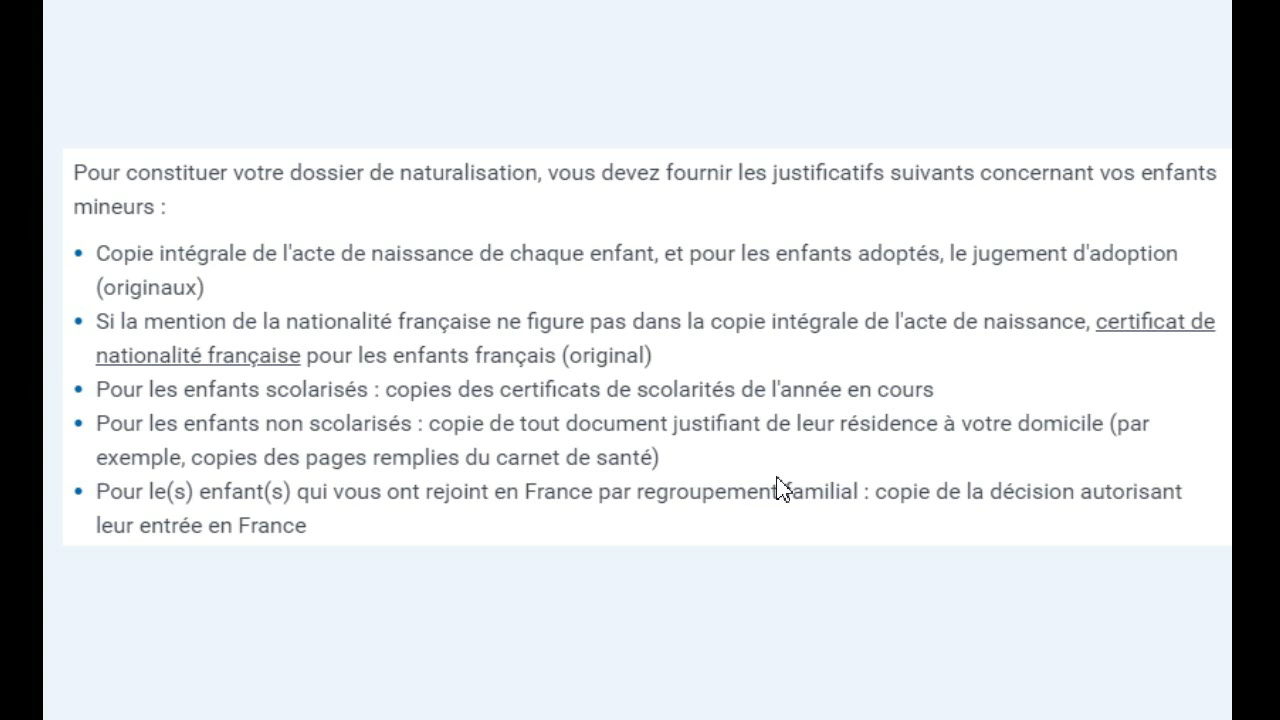 Pour constituer votre dossier de naturalisation, vous devez fournir les justificatifs suivants concernant vos enfants
mineurs :
• Copie intégrale de l'acte de naissance de chaque enfant, et pour les enfants adoptés, le jugement d'adoption
(originaux)
• Si la mention de la nationalité française ne figure pas dans la copie intégrale de l'acte de naissance, certificat de
nationalité française pour les enfants français (original)
• Pour les enfants scolarisés : copies des certificats de scolarités de l'année en cours
• Pour les enfants non scolarisés : copie de tout document justifiant de leur résidence à votre domicile (par
exemple, copies des pages remplies du carnet de santé)
• Pour le(s) enfant(s) qui vous ont rejoint en France par regroupement familial : copie de la décision autorisant
leur entrée en France